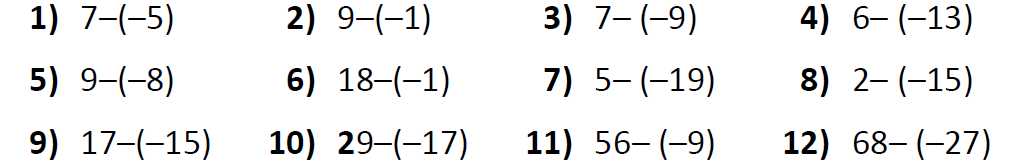 1) 7–(–5) 2) 9–(–1) 3) 7– (–9) 4) 6– (–13)
5) 9–(–8) 6) 18–(–1) 7) 5– (–19) 8) 2– (–15)
9) 17–(–15) 10) 29–(–17) 11) 56– (–9) 12) 68– (–27)